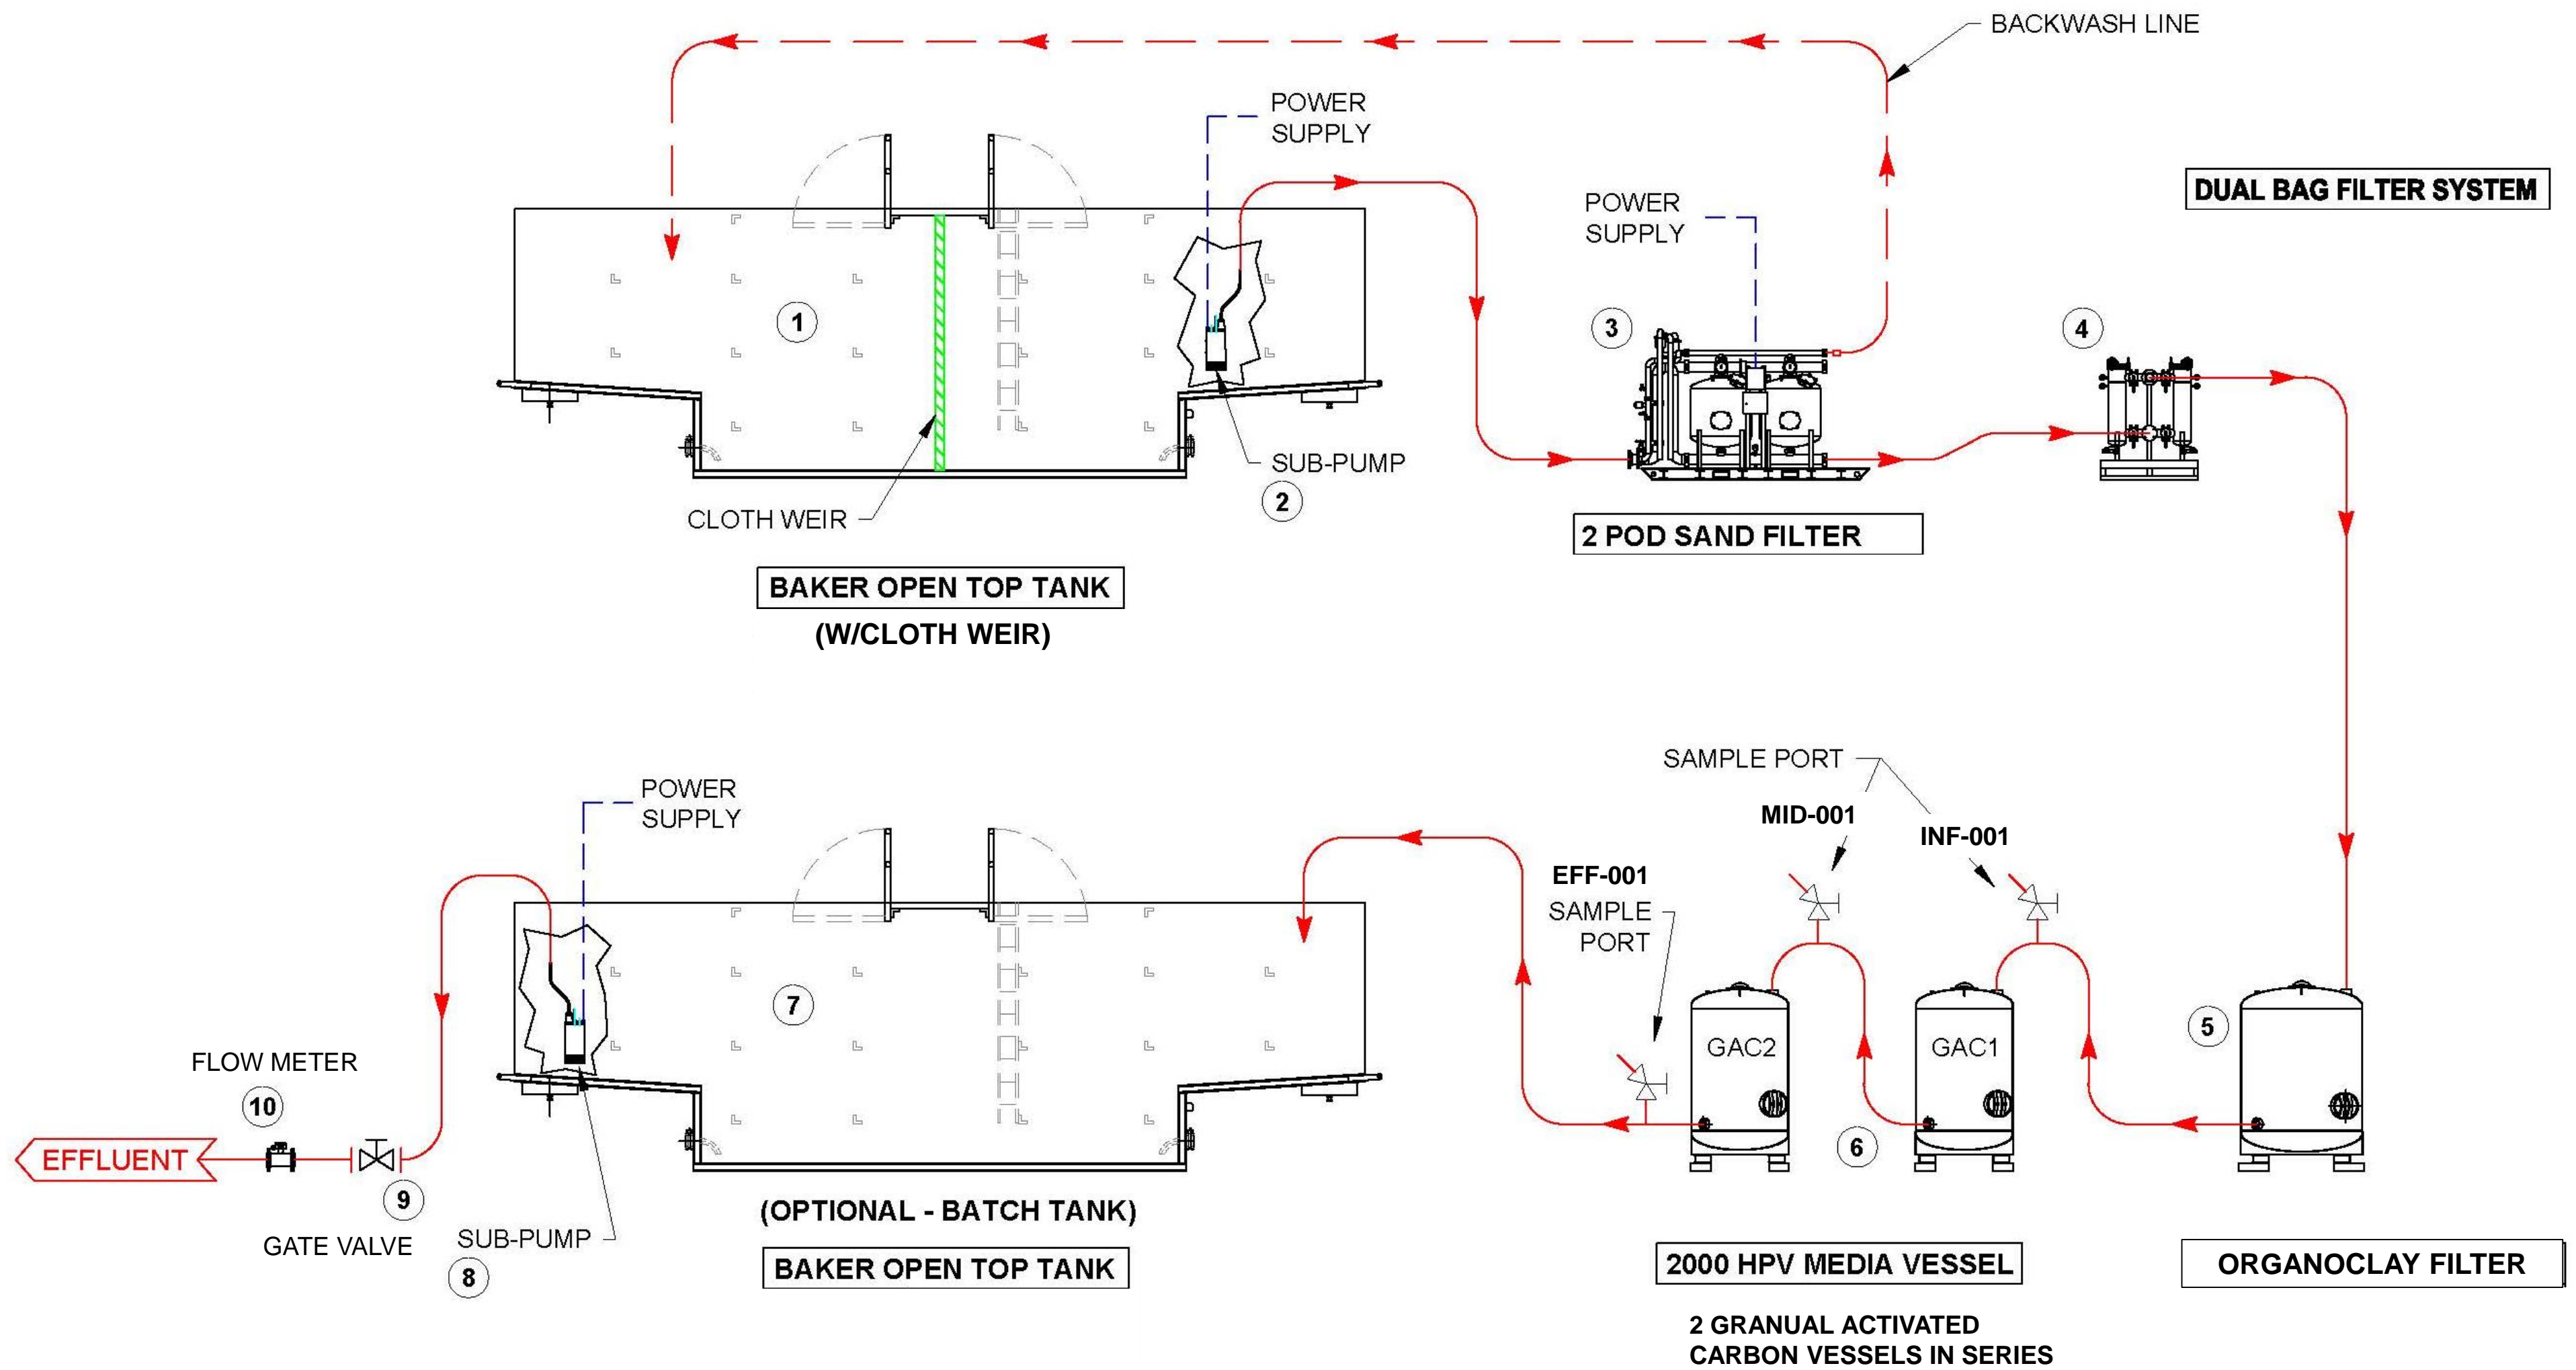 BACKWASH LINE
POWER
SUPPLY
POWER
SUPPLY
DUAL BAG FILTER SYSTEM
1
3
4
SUB-PUMP
2
CLOTH WEIR
2 POD SAND FILTER
BAKER OPEN TOP TANK
(W/CLOTH WEIR)
SAMPLE PORT
POWER
SUPPLY
MID-001
INF-001
EFF-001
SAMPLE
PORT
7
5
GAC2
GAC1
FLOW METER
10
6
EFFLUENT
9
(OPTIONAL - BATCH TANK)
GATE VALVE
SUB-PUMP
8
BAKER OPEN TOP TANK
2000 HPV MEDIA VESSEL
ORGANOCLAY FILTER
2 GRANUAL ACTIVATED
CARBON VESSELS IN SERIES